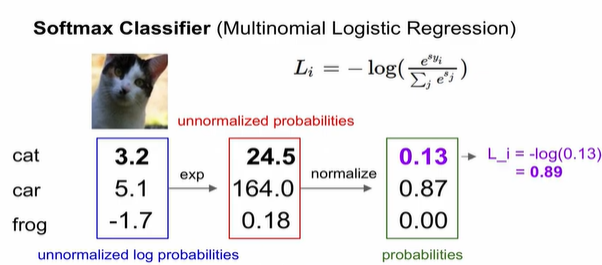 Softmax Classifier (Multinomial Logistic Regression)
L_i = − log(e^{s_{y_i}} / ∑_j e^{s_j})
unnormalized probabilities
cat 3.2 24.5 0.13 → L_i = -log(0.13)
= 0.89
exp normalize
car 5.1 164.0 0.87
frog -1.7 0.18 0.00
unnormalized log probabilities probabilities